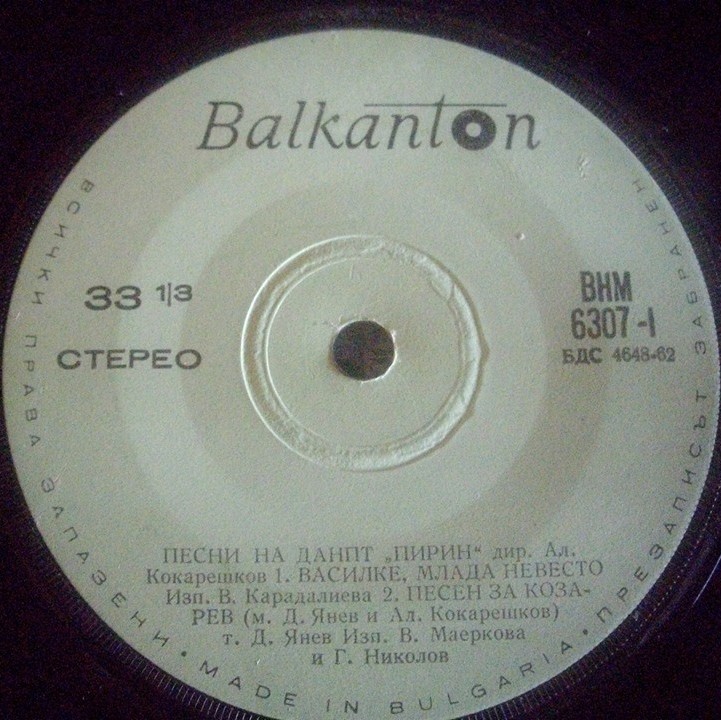 Balkanton
33 1/3
СТЕРЕО
ВНМ
6307-I
БДС 4648-62
ПЕСНИ НА ДАНПТ „ПИРИН“ дир. Ал.
Кокарешков 1. ВАСИЛКЕ, МЛАДА НЕВЕСТО
Изп. В. Карадалиева 2. ПЕСЕН ЗА КОЗА-
РЕВ (м. Д. Янев и Ал. Кокарешков)
т. Д. Янев Изп. В. Маеркова
и Г. Николов
ВСИЧКИ ПРАВА ЗАПАЗЕНИ • MADE IN BULGARIA • ПРЕЗАПИСЪТ ЗАБРАНЕН